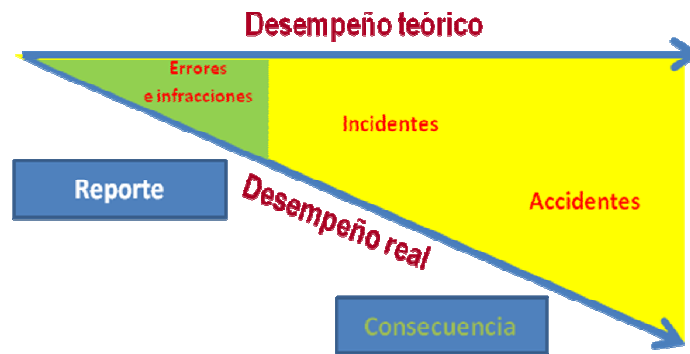 Desempeño teórico
Errores
e infracciones
Incidentes
Reporte
Desempeño real
Accidentes
Consecuencia